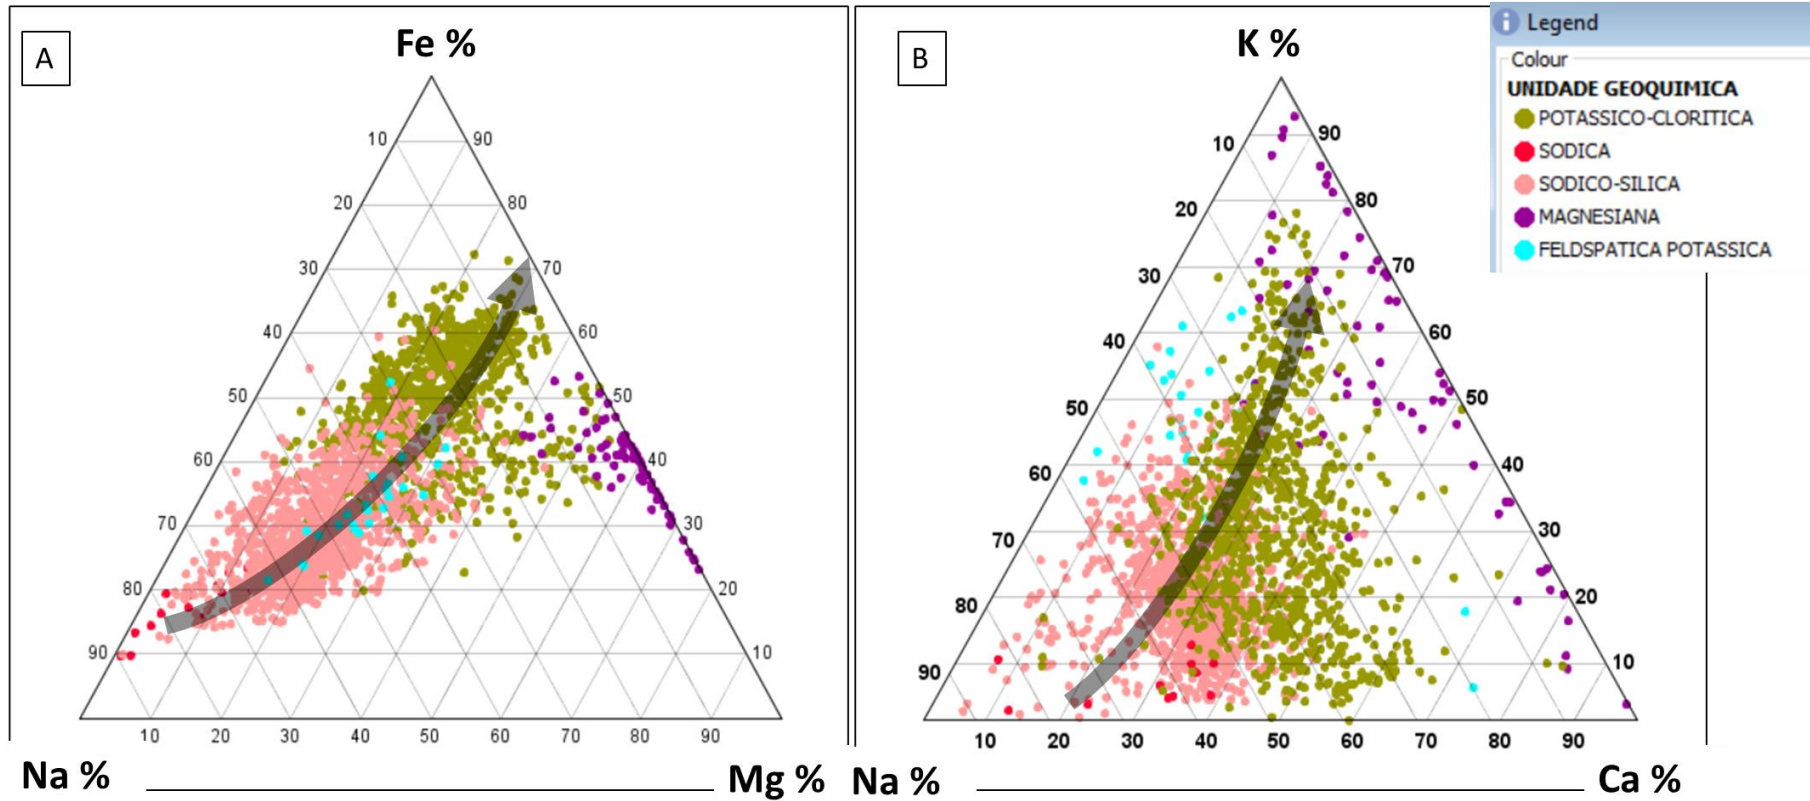 A
Fe %
10 90
20 80
30 70
40 60
50 50
60 40
70 30
80 20
90 10
10 20 30 40 50 60 70 80 90
Na % Mg %
B
K %
10 90
20 80
30 70
40 60
50 50
60 40
70 30
80 20
90 10
10 20 30 40 50 60 70 80 90
Na % Ca %
i Legend
Colour
UNIDADE GEOQUIMICA
POTASSICO-CLORITICA
SODICA
SODICO-SILICA
MAGNESIANA
FELDSPATICA POTASSICA